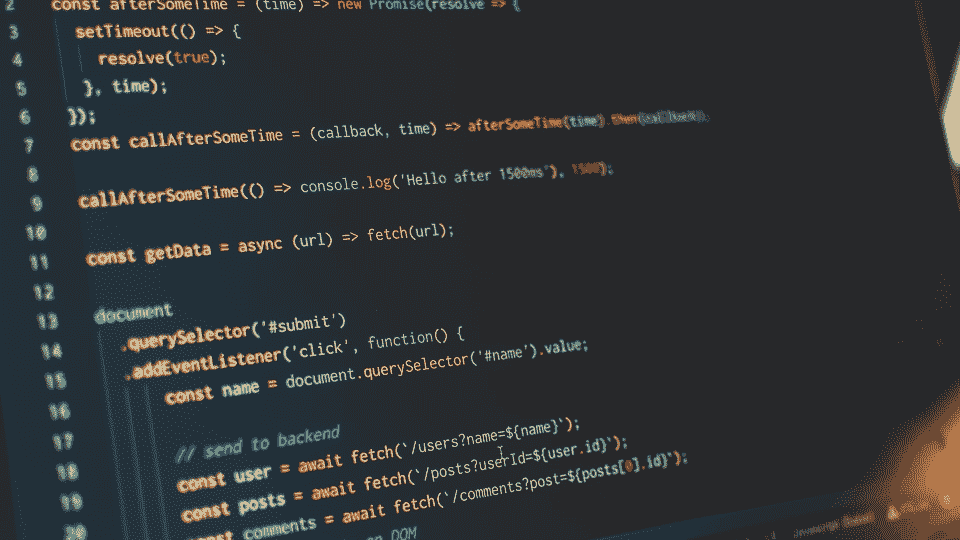 2 const afterSomeTime = (time) => new Promise(resolve => {
3 setTimeout(() => {
4 resolve(true);
5 }, time);
6 });
7 const callAfterSomeTime = (callback, time) => afterSomeTime(time).then(callback);
8
9 callAfterSomeTime(() => console.log('Hello after 1500ms'), 1500);
10
11 const getData = async (url) => fetch(url);
12
13 document
14 .querySelector('#submit')
15 .addEventListener('click', function() {
16 const name = document.querySelector('#name').value;
17
18 // send to backend
19 const user = await fetch(`/users?name=${name}`);
20 const posts = await fetch(`/posts?userId=${user.id}`);
const comments = await fetch(`/comments?post=${posts[0].id}`);
DOM